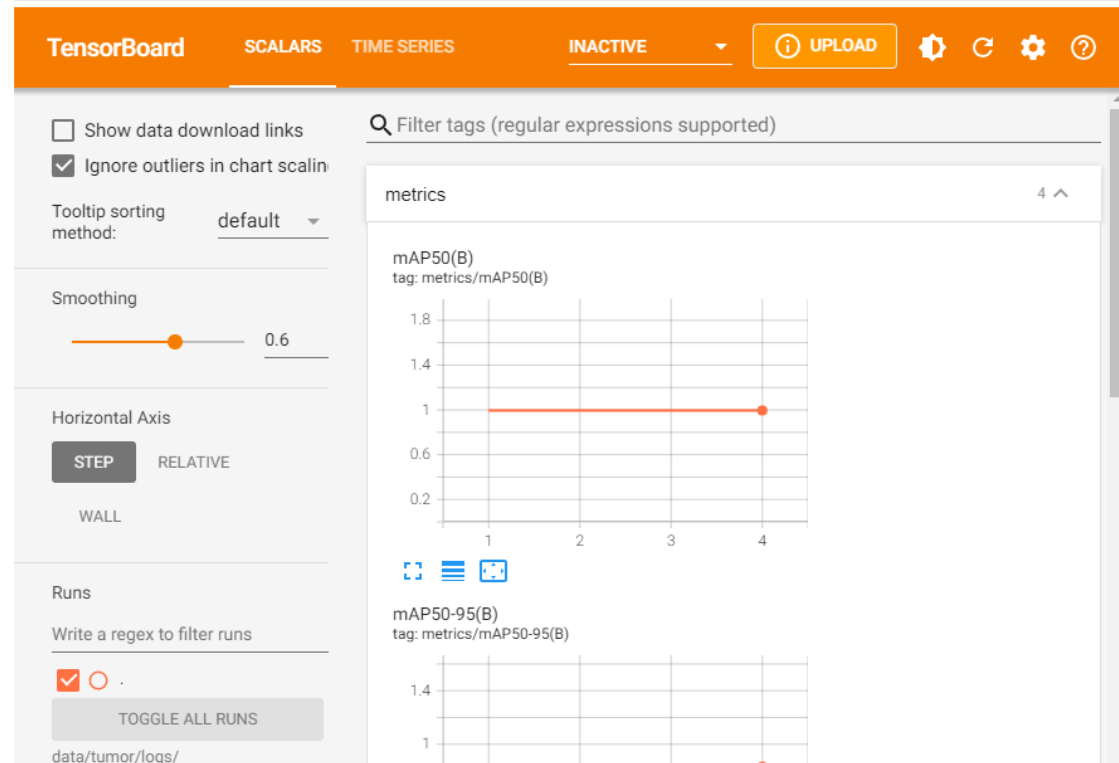 TensorBoard SCALARS TIME SERIES INACTIVE UPLOAD
Show data download links
Ignore outliers in chart scalin
Tooltip sorting
method:
default
Smoothing
0.6
Horizontal Axis
STEP RELATIVE
WALL
Runs
Write a regex to filter runs
.
TOGGLE ALL RUNS
data/tumor/logs/
Filter tags (regular expressions supported)
metrics 4
mAP50(B)
tag: metrics/mAP50(B)
1.8
1.4
1
0.6
0.2
1 2 3 4
mAP50-95(B)
tag: metrics/mAP50-95(B)
1.4
1